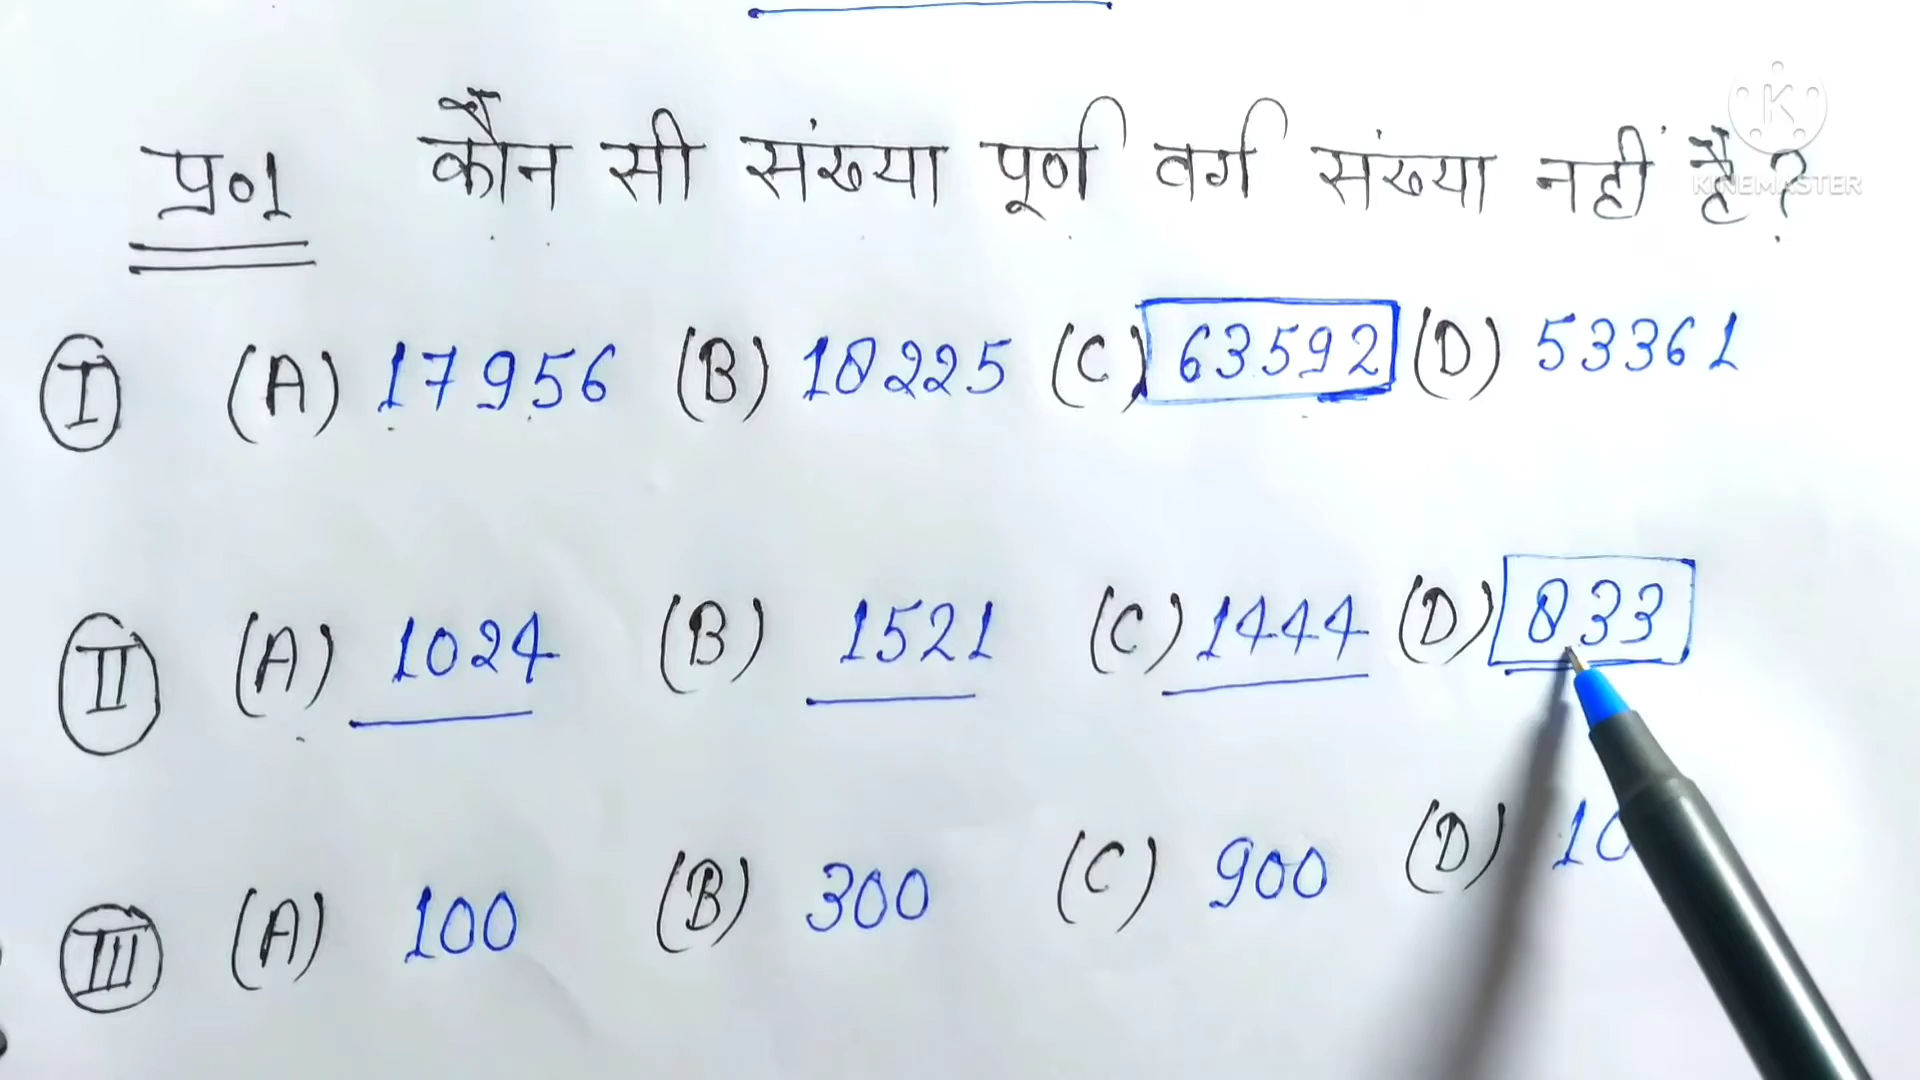 प्र०1 कौन सी संख्या पूर्ण वर्ग संख्या नहीं है?
KINEMASTER
I (A) 17956 (B) 18225 (C) 63592 (D) 53361
II (A) 1024 (B) 1521 (C) 1444 (D) 833
III (A) 100 (B) 300 (C) 900 (D)